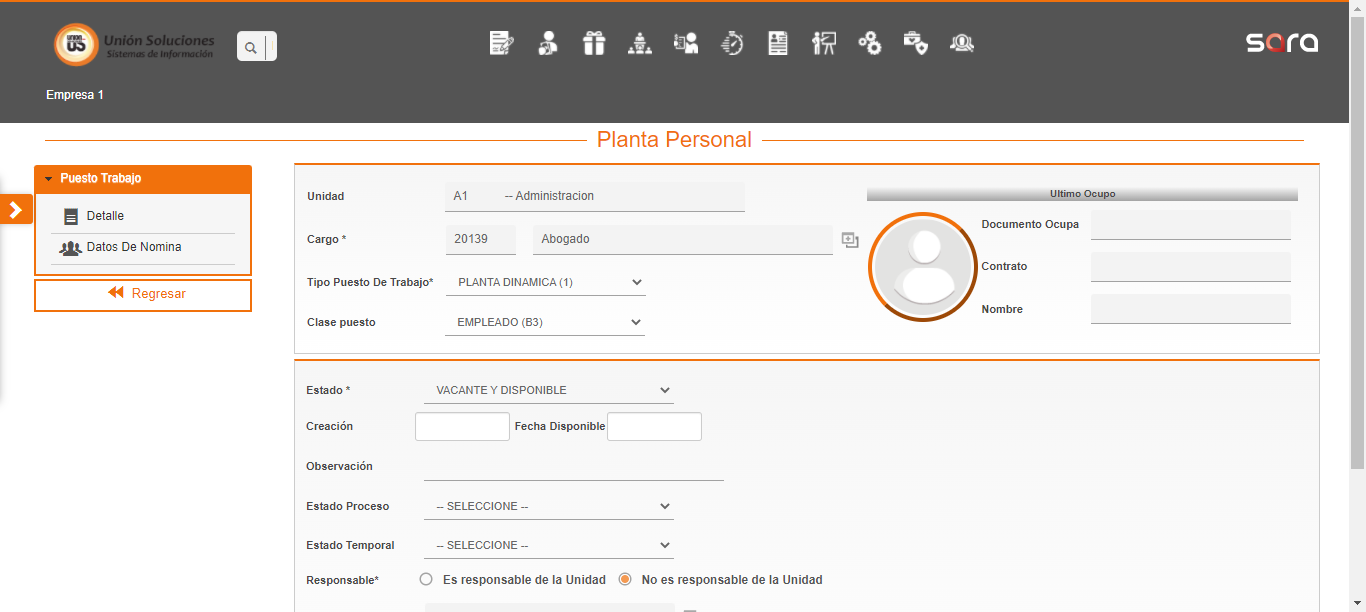 UNION
US
Unión Soluciones
Sistemas de Información
sara
Empresa 1
Planta Personal
Puesto Trabajo
Detalle
Datos De Nomina
Regresar
Unidad A1 -- Administracion
Cargo * 20139 Abogado
Tipo Puesto De Trabajo* PLANTA DINAMICA (1)
Clase puesto EMPLEADO (B3)
Ultimo Ocupo
Documento Ocupa
Contrato
Nombre
Estado * VACANTE Y DISPONIBLE
Creación Fecha Disponible
Observación
Estado Proceso -- SELECCIONE --
Estado Temporal -- SELECCIONE --
Responsable* Es responsable de la Unidad No es responsable de la Unidad